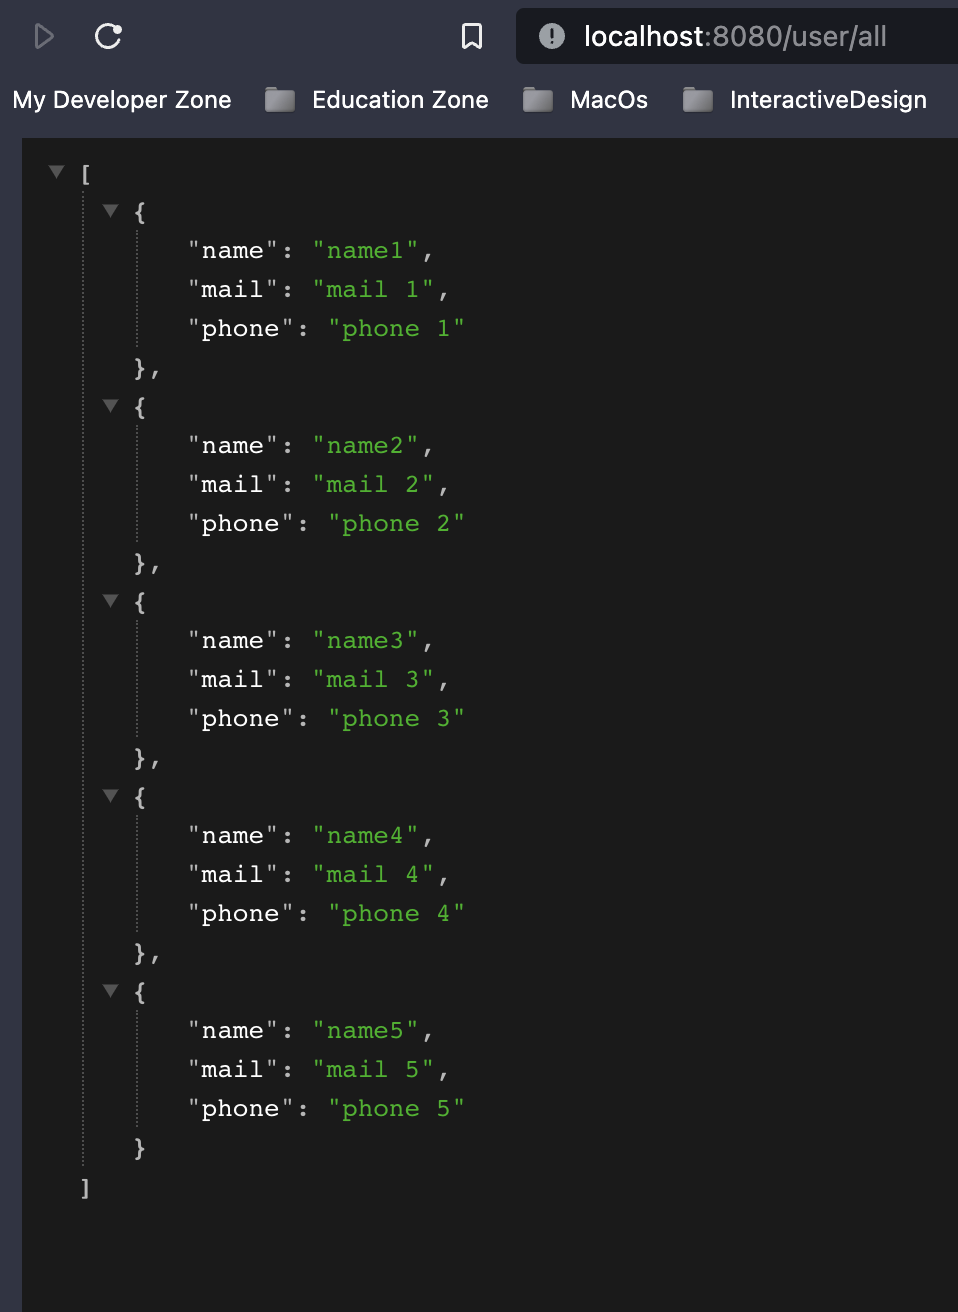 localhost:8080/user/all
My Developer Zone Education Zone MacOs InteractiveDesign
[
{
"name": "name1",
"mail": "mail 1",
"phone": "phone 1"
},
{
"name": "name2",
"mail": "mail 2",
"phone": "phone 2"
},
{
"name": "name3",
"mail": "mail 3",
"phone": "phone 3"
},
{
"name": "name4",
"mail": "mail 4",
"phone": "phone 4"
},
{
"name": "name5",
"mail": "mail 5",
"phone": "phone 5"
}
]